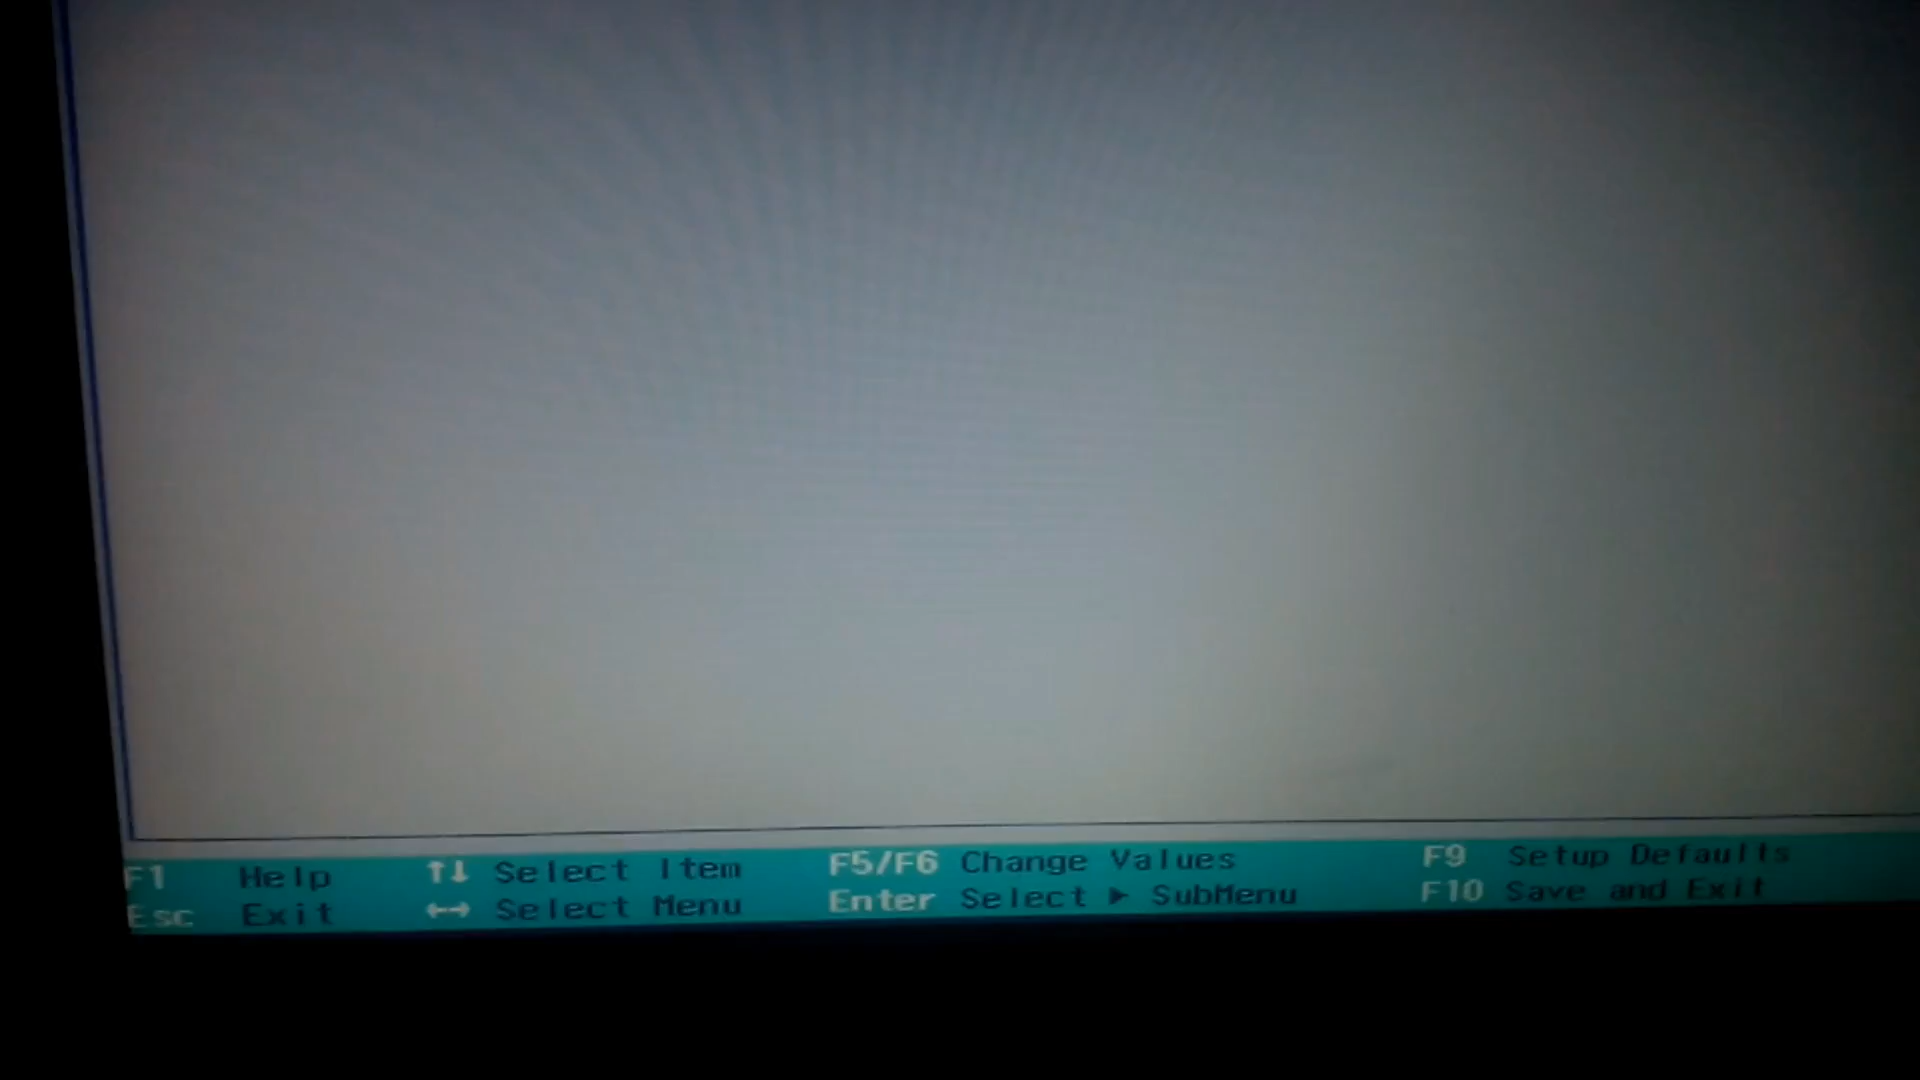 F1 Help ↑↓ Select Item F5/F6 Change Values F9 Setup Defaults
Esc Exit ↔ Select Menu Enter Select ▶ SubMenu F10 Save and Exit